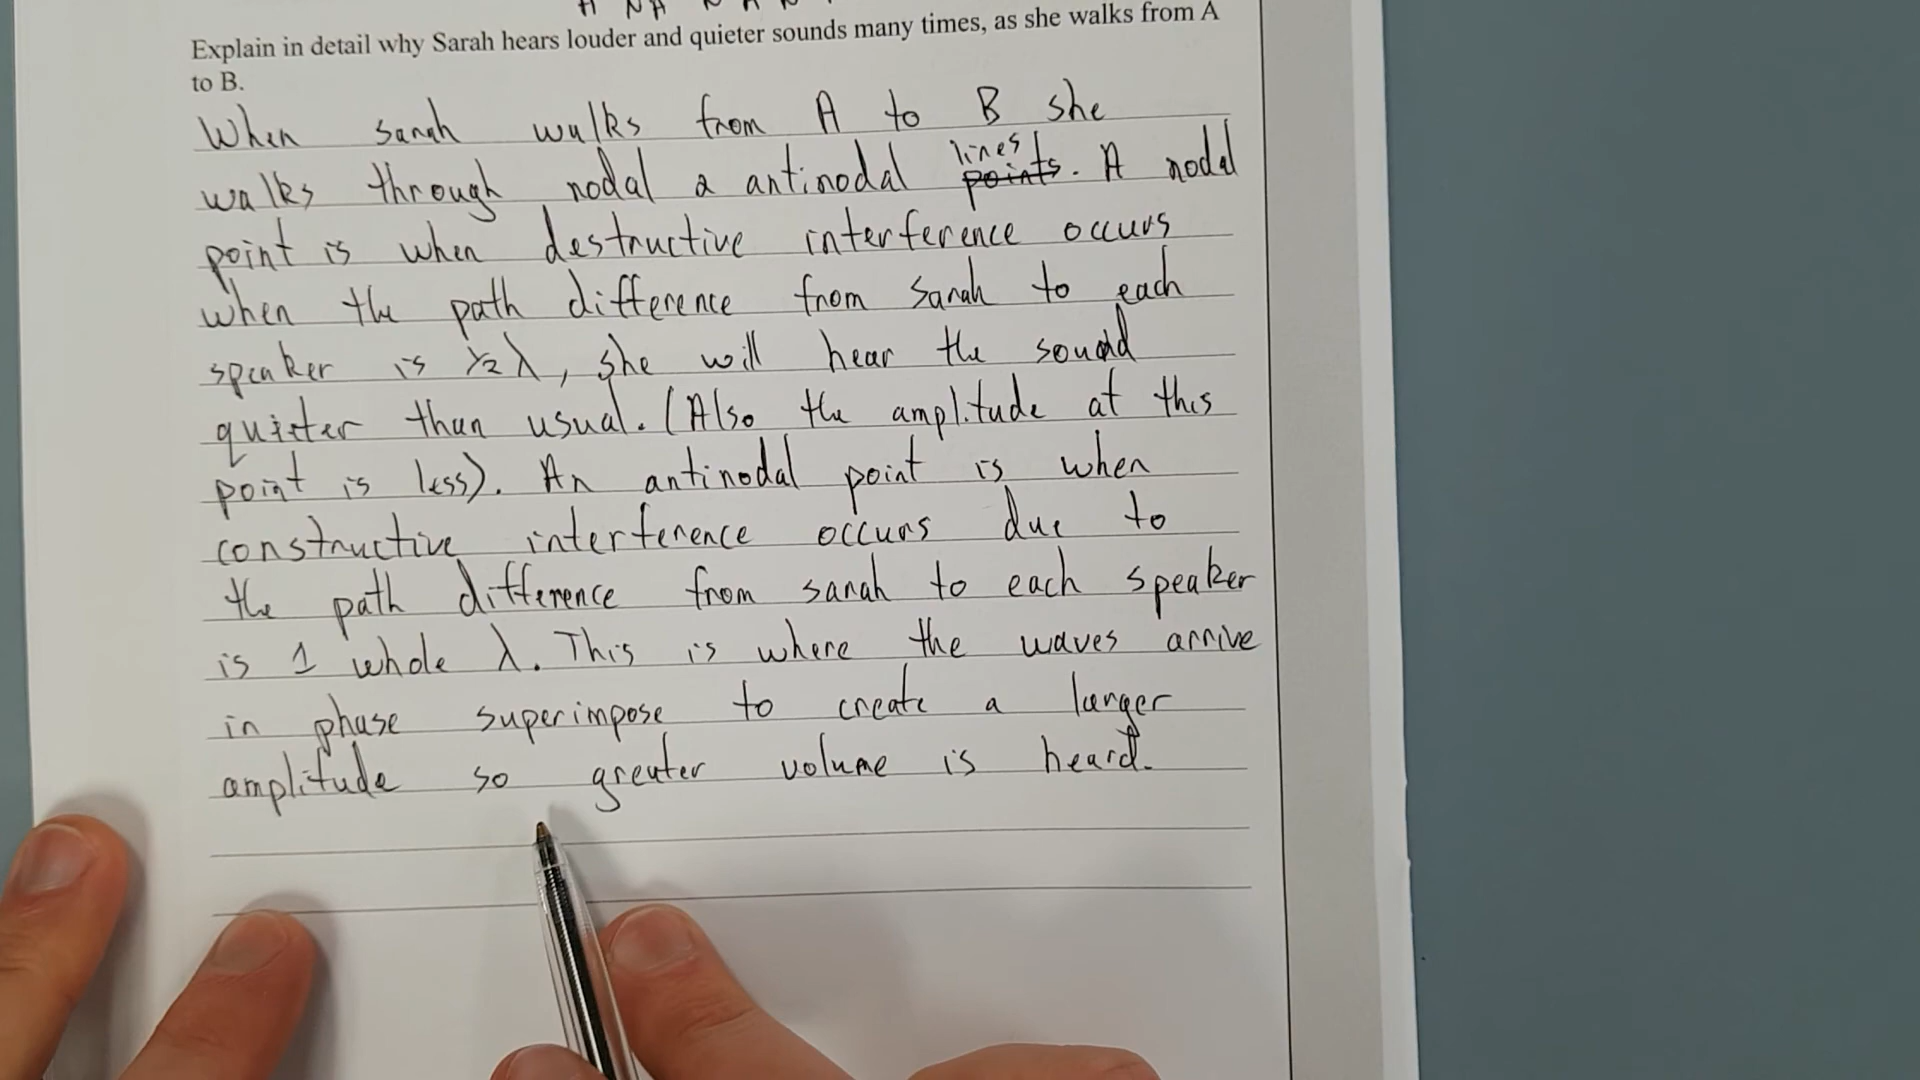 A NA N A N
Explain in detail why Sarah hears louder and quieter sounds many times, as she walks from A
to B.
When sarah walks from A to B she
walks through nodal & antinodal lines points. A nodal
point is when destructive interference occurs
when the path difference from sarah to each
speaker is ½ λ, she will hear the sound
quieter than usual. (Also the amplitude at this
point is less). An antinodal point is when
constructive interference occurs due to
the path difference from sarah to each speaker
is 1 whole λ. This is where the waves arrive
in phase superimpose to create a larger
amplitude so greater volume is heard.